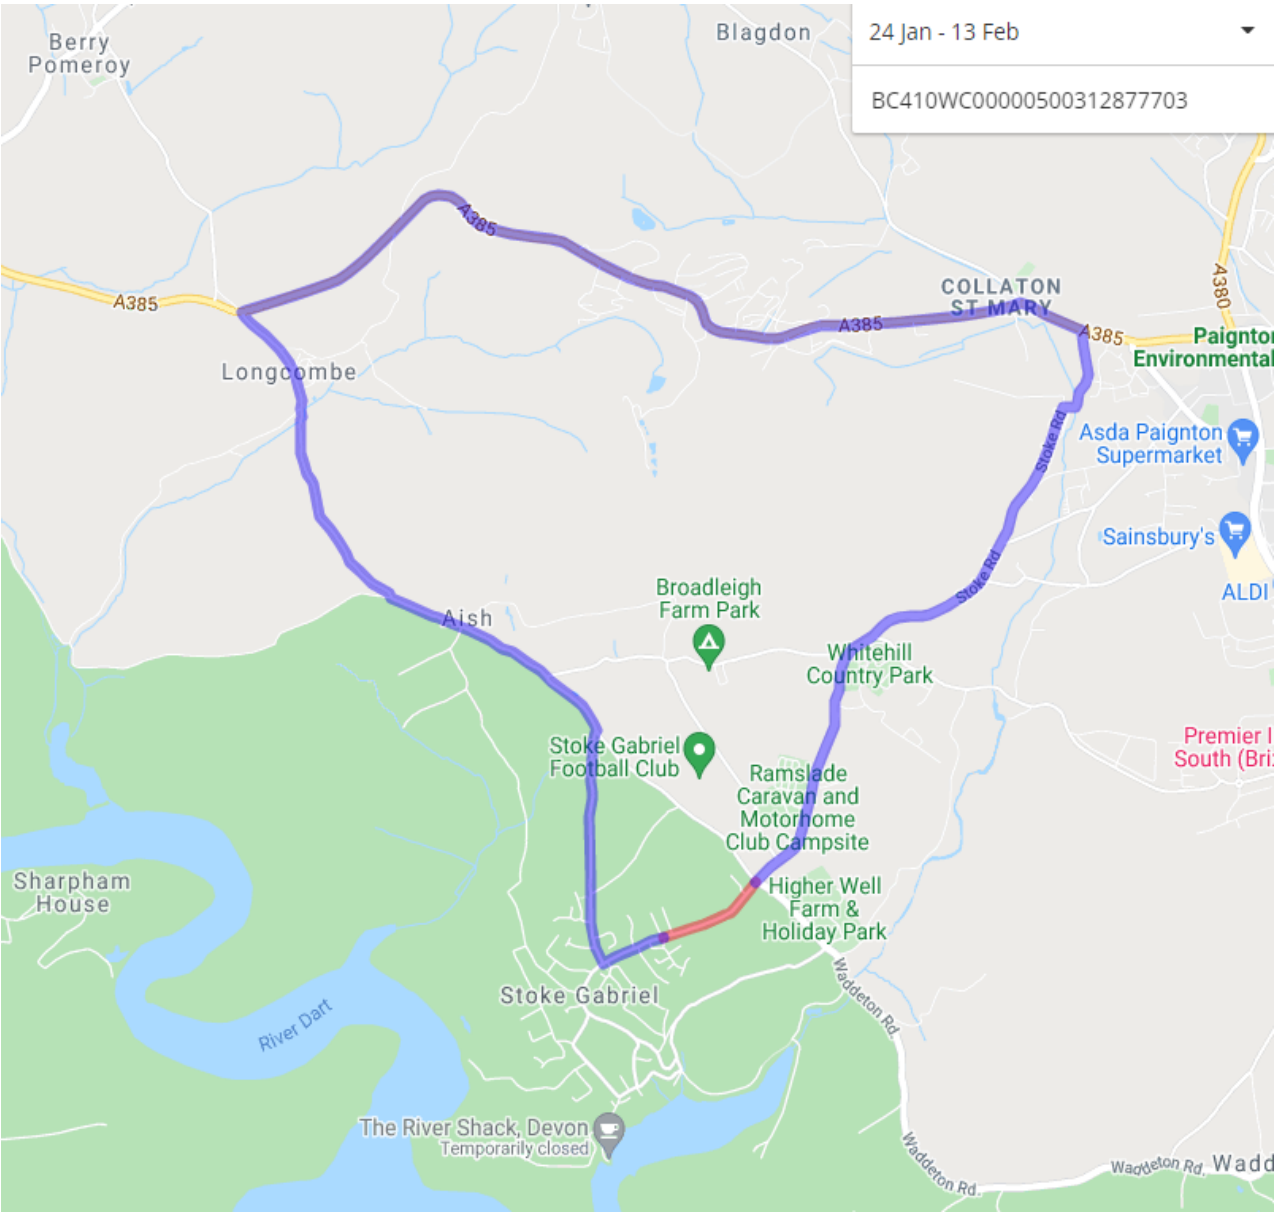 Berry
Pomeroy
Blagdon
24 Jan - 13 Feb
BC410WC00000500312877703
A385
A385
A385
A385
A380
COLLATON
ST MARY
Paignton
Environmental
Longcombe
Asda Paignton
Supermarket
Stoke Rd
Sainsbury's
Stoke Rd
ALDI
Broadleigh
Farm Park
Aish
Whitehill
Country Park
Stoke Gabriel
Football Club
Premier I
South (Bri
Ramslade
Caravan and
Motorhome
Club Campsite
Sharpham
House
Higher Well
Farm &
Holiday Park
Waddeton Rd.
Stoke Gabriel
River Dart
The River Shack, Devon
Temporarily closed
Waddeton Rd.
Waddeton Rd.
Wadd